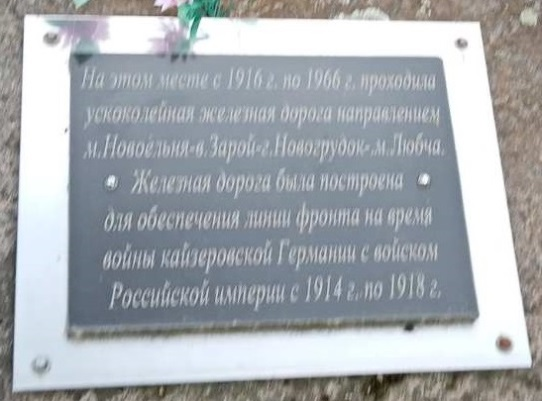 На этом месте с 1916 г. по 1966 г. проходила
ускоколейная железная дорога направлением
м.Новоельня-в.Зарой-г.Новогрудок-м.Любча.
Железная дорога была построена
для обеспечения линии фронта на время
войны кайзеровской Германии с войском
Российской империи с 1914 г. по 1918 г.